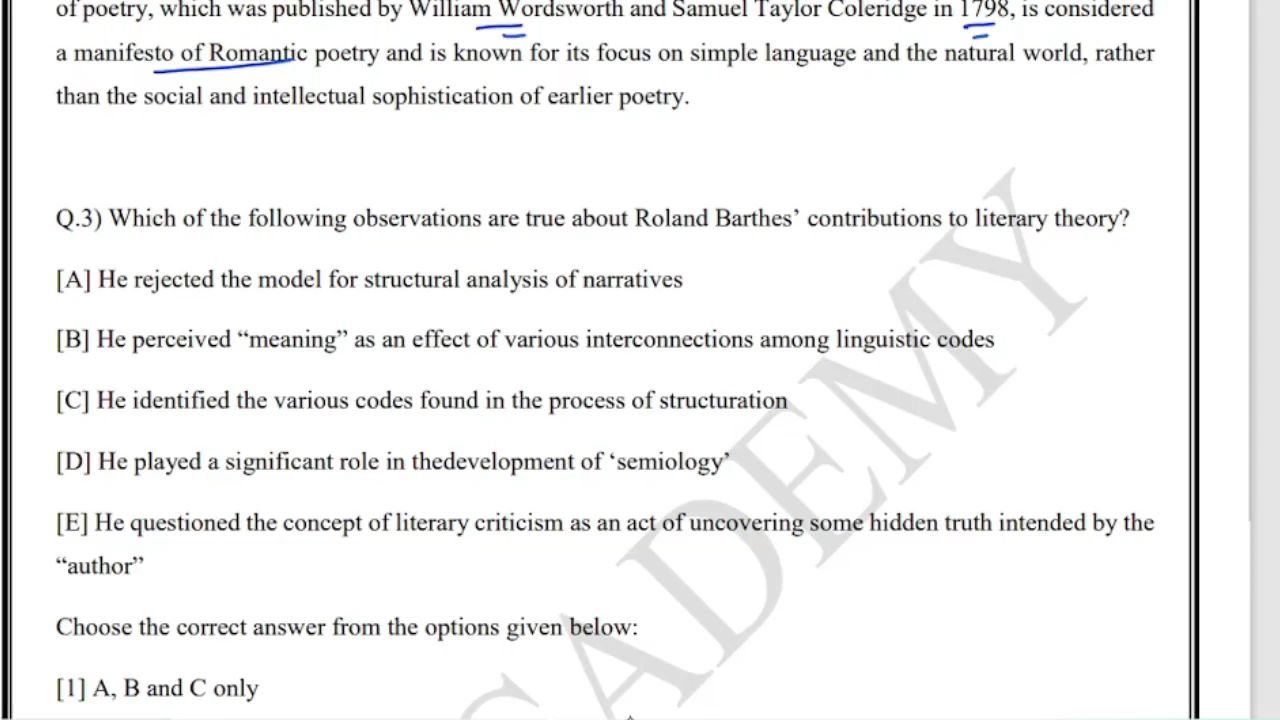 of poetry, which was published by William Wordsworth and Samuel Taylor Coleridge in 1798, is considered
a manifesto of Romantic poetry and is known for its focus on simple language and the natural world, rather
than the social and intellectual sophistication of earlier poetry.
Q.3) Which of the following observations are true about Roland Barthes’ contributions to literary theory?
[A] He rejected the model for structural analysis of narratives
[B] He perceived “meaning” as an effect of various interconnections among linguistic codes
[C] He identified the various codes found in the process of structuration
[D] He played a significant role in thedevelopment of ‘semiology’
[E] He questioned the concept of literary criticism as an act of uncovering some hidden truth intended by the
“author”
Choose the correct answer from the options given below:
[1] A, B and C only
CADEMY